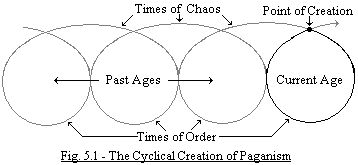 Times of Chaos
Point of Creation
Past Ages
Current Age
Times of Order
Fig. 5.1 - The Cyclical Creation of Paganism